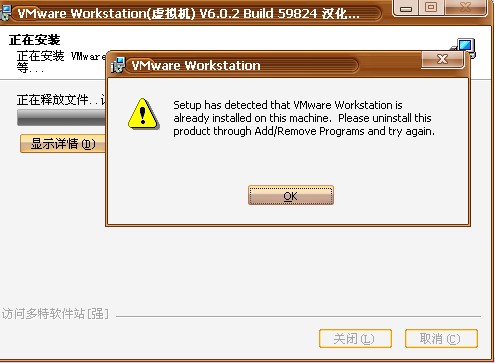 VMware Workstation(虚拟机) V6.0.2 Build 59824 汉化...
正在安装
正在安装 VMware
等...
VMware Workstation
Setup has detected that VMware Workstation is
already installed on this machine. Please uninstall this
product through Add/Remove Programs and try again.
OK
正在释放文件..
显示详情(D)
访问多特软件站[强]
关闭(L)
取消(C)